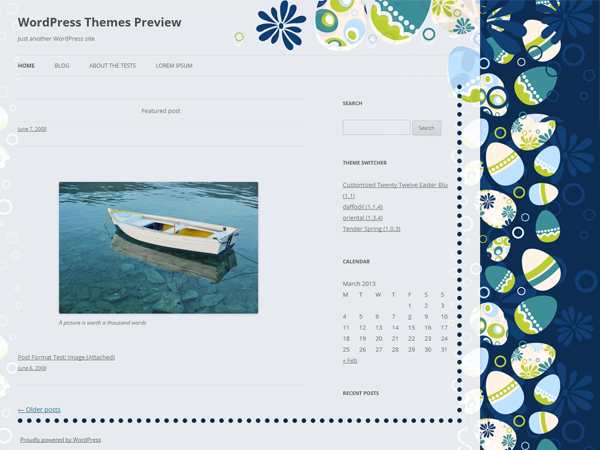 WordPress Themes Preview
Just another WordPress site
HOME BLOG ABOUT THE TESTS LOREM IPSUM
Featured post
June 7, 2008
A picture is worth a thousand words
Post Format Test: Image (Attached)
June 6, 2008
← Older posts
SEARCH
Search
THEME SWITCHER
Customized Twenty Twelve Easter Blu
(1.1)
daffodil (1.1.4)
oriental (1.3.4)
Tender Spring (1.0.3)
CALENDAR
March 2013
M T W T F S S
1 2 3
4 5 6 7 8 9 10
11 12 13 14 15 16 17
18 19 20 21 22 23 24
25 26 27 28 29 30 31
« Feb
RECENT POSTS
Proudly powered by WordPress